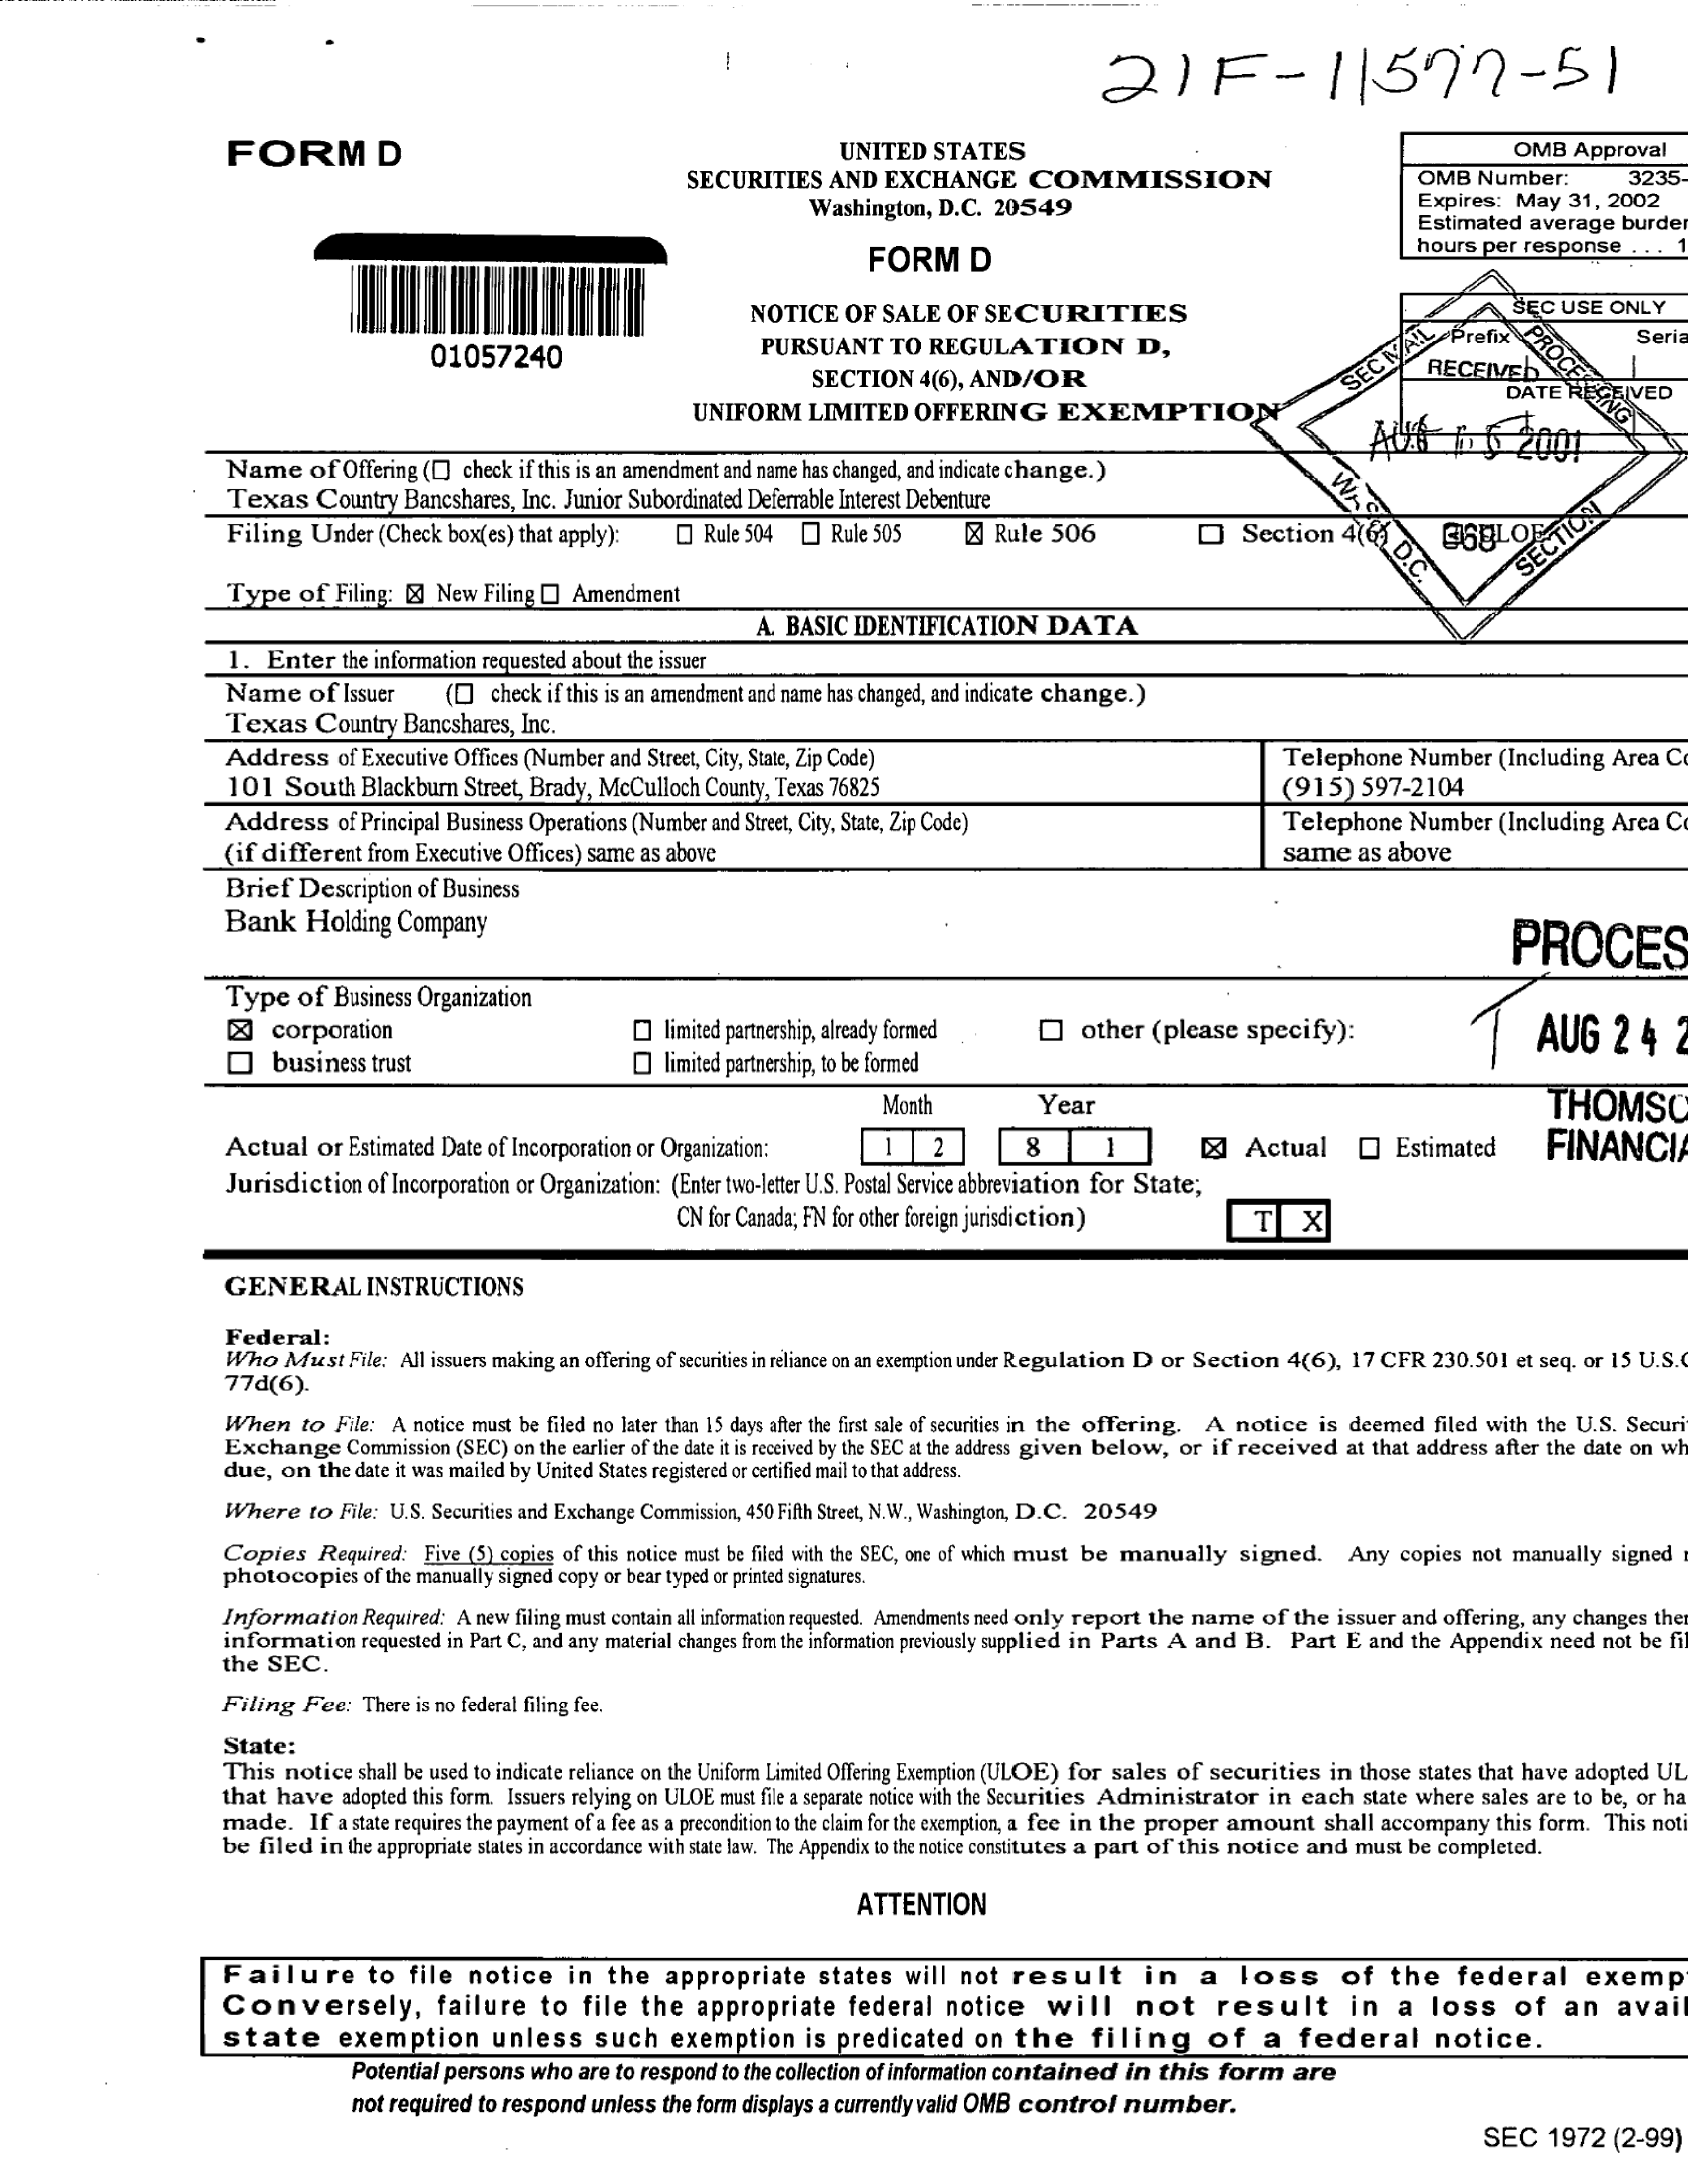 21F-11577-51
FORM D
UNITED STATES
SECURITIES AND EXCHANGE COMMISSION
Washington, D.C. 20549
FORM D
NOTICE OF SALE OF SECURITIES
PURSUANT TO REGULATION D,
SECTION 4(6), AND/OR
UNIFORM LIMITED OFFERING EXEMPTION
01057240
OMB Approval
OMB Number: 3235-
Expires: May 31, 2002
Estimated average burden
hours per response . . . 1
SEC USE ONLY
Prefix Seria
DATE RECEIVED
SEC MAIL PROCESSING
RECEIVED
AUG 2001
WASH. D.C. SECTION
Name of Offering (☐ check if this is an amendment and name has changed, and indicate change.)
Texas Country Bancshares, Inc. Junior Subordinated Deferrable Interest Debenture
Filing Under (Check box(es) that apply): ☐ Rule 504 ☐ Rule 505 ☒ Rule 506 ☐ Section 4(6) LOE
Type of Filing: ☒ New Filing ☐ Amendment
A. BASIC IDENTIFICATION DATA
1. Enter the information requested about the issuer
Name of Issuer (☐ check if this is an amendment and name has changed, and indicate change.)
Texas Country Bancshares, Inc.
Address of Executive Offices (Number and Street, City, State, Zip Code) Telephone Number (Including Area Co
101 South Blackburn Street, Brady, McCulloch County, Texas 76825 (915) 597-2104
Address of Principal Business Operations (Number and Street, City, State, Zip Code) Telephone Number (Including Area Co
(if different from Executive Offices) same as above same as above
Brief Description of Business
Bank Holding Company
PROCES
Type of Business Organization
☒ corporation ☐ limited partnership, already formed ☐ other (please specify):
☐ business trust ☐ limited partnership, to be formed
AUG 24 2
THOMSO
FINANCIA
Month Year
Actual or Estimated Date of Incorporation or Organization: 1 2 8 1 ☒ Actual ☐ Estimated
Jurisdiction of Incorporation or Organization: (Enter two-letter U.S. Postal Service abbreviation for State;
CN for Canada; FN for other foreign jurisdiction) T X
GENERAL INSTRUCTIONS
Federal:
Who Must File: All issuers making an offering of securities in reliance on an exemption under Regulation D or Section 4(6), 17 CFR 230.501 et seq. or 15 U.S.C
77d(6).
When to File: A notice must be filed no later than 15 days after the first sale of securities in the offering. A notice is deemed filed with the U.S. Securi
Exchange Commission (SEC) on the earlier of the date it is received by the SEC at the address given below, or if received at that address after the date on wh
due, on the date it was mailed by United States registered or certified mail to that address.
Where to File: U.S. Securities and Exchange Commission, 450 Fifth Street, N.W., Washington, D.C. 20549
Copies Required: Five (5) copies of this notice must be filed with the SEC, one of which must be manually signed. Any copies not manually signed
photocopies of the manually signed copy or bear typed or printed signatures.
Information Required: A new filing must contain all information requested. Amendments need only report the name of the issuer and offering, any changes ther
information requested in Part C, and any material changes from the information previously supplied in Parts A and B. Part E and the Appendix need not be fil
the SEC.
Filing Fee: There is no federal filing fee.
State:
This notice shall be used to indicate reliance on the Uniform Limited Offering Exemption (ULOE) for sales of securities in those states that have adopted UL
that have adopted this form. Issuers relying on ULOE must file a separate notice with the Securities Administrator in each state where sales are to be, or ha
made. If a state requires the payment of a fee as a precondition to the claim for the exemption, a fee in the proper amount shall accompany this form. This noti
be filed in the appropriate states in accordance with state law. The Appendix to the notice constitutes a part of this notice and must be completed.
ATTENTION
Failure to file notice in the appropriate states will not result in a loss of the federal exemp
Conversely, failure to file the appropriate federal notice will not result in a loss of an avail
state exemption unless such exemption is predicated on the filing of a federal notice.
Potential persons who are to respond to the collection of information contained in this form are
not required to respond unless the form displays a currently valid OMB control number.
SEC 1972 (2-99)